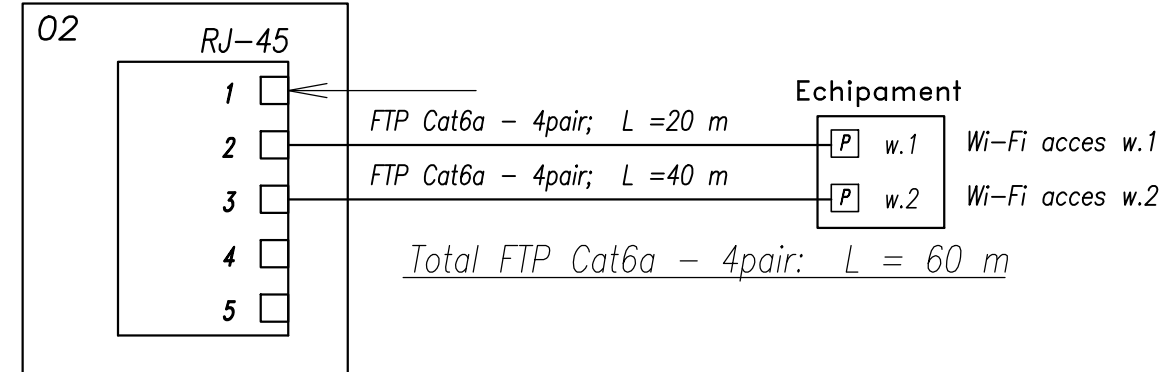 02
RJ-45
1
Echipament
FTP Cat6a - 4pair; L =20 m
2
P w.1 Wi-Fi acces w.1
FTP Cat6a - 4pair; L =40 m
3
P w.2 Wi-Fi acces w.2
4
Total FTP Cat6a - 4pair: L = 60 m
5